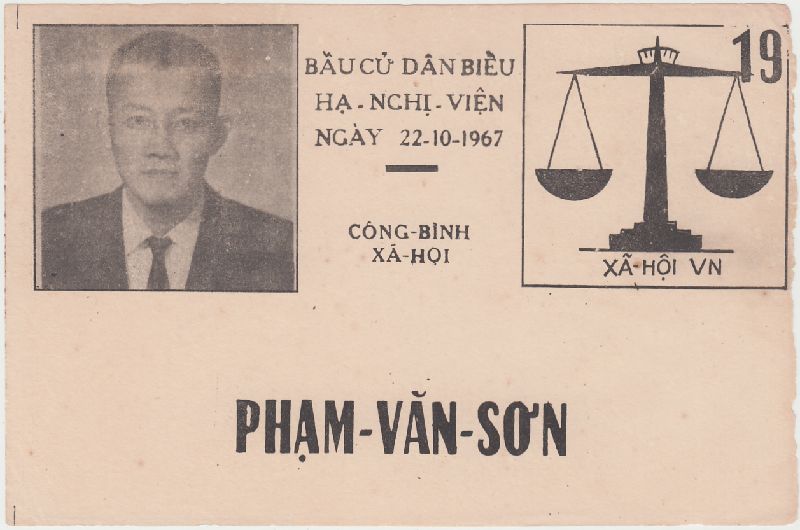 BẦU CỬ DÂN BIỂU
HẠ-NGHỊ-VIỆN
NGÀY 22-10-1967
CÔNG-BÌNH
XÃ-HỌI
19
XÃ-HỘI VN
PHẠM-VĂN-SƠN